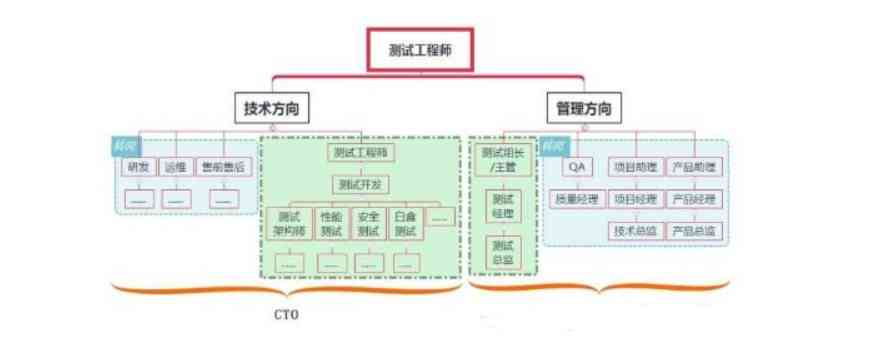 测试工程师
技术方向
管理方向
转岗
研发
运维
售前售后
......
......
......
测试工程师
测试开发
测试
架构师
性能
测试
安全
测试
白盒
测试
......
......
......
......
......
测试组长
/主管
测试
经理
测试
总监
转岗
QA
质量经理
项目助理
项目经理
技术总监
产品助理
产品经理
产品总监
CTO